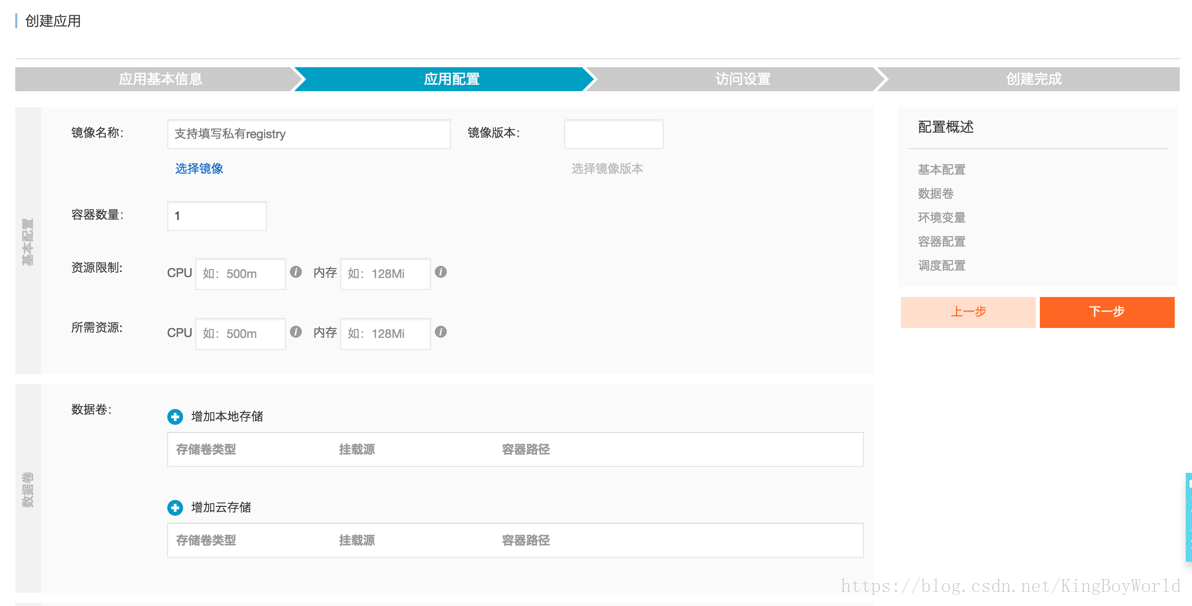 创建应用
应用基本信息 应用配置 访问设置 创建完成
基本配置
镜像名称: 支持填写私有registry 镜像版本:
选择镜像 选择镜像版本
容器数量: 1
资源限制: CPU 如: 500m 内存 如: 128Mi
所需资源: CPU 如: 500m 内存 如: 128Mi
数据卷
数据卷: 增加本地存储
存储卷类型 挂载源 容器路径
增加云存储
存储卷类型 挂载源 容器路径
配置概述
基本配置
数据卷
环境变量
容器配置
调度配置
上一步 下一步
https://blog.csdn.net/KingBoyWorld